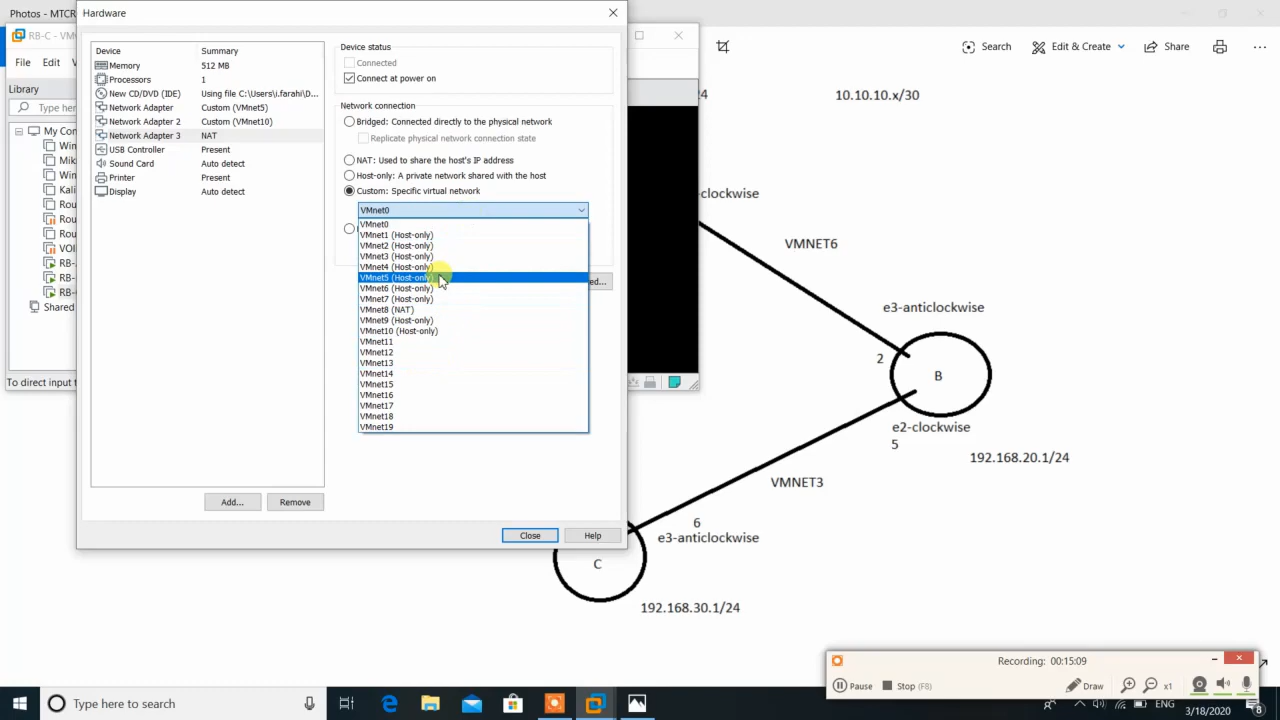 Photos - MTCR
Hardware
RB-C - VM
File Edit V
Library
Type her
My Con
Win
Mik
Win
Kali
Rou
Rou
Rou
VOI
RB-
RB-
RB-
Shared
To direct input t
Device Summary
Memory 512 MB
Processors 1
New CD/DVD (IDE) Using file C:\Users\i.farahi\D...
Network Adapter Custom (VMnet5)
Network Adapter 2 Custom (VMnet10)
Network Adapter 3 NAT
USB Controller Present
Sound Card Auto detect
Printer Present
Display Auto detect
Add... Remove
Device status
Connected
Connect at power on
Network connection
Bridged: Connected directly to the physical network
Replicate physical network connection state
NAT: Used to share the host's IP address
Host-only: A private network shared with the host
Custom: Specific virtual network
VMnet0
VMnet0
VMnet1 (Host-only)
VMnet2 (Host-only)
VMnet3 (Host-only)
VMnet4 (Host-only)
VMnet5 (Host-only)
VMnet6 (Host-only)
VMnet7 (Host-only)
VMnet8 (NAT)
VMnet9 (Host-only)
VMnet10 (Host-only)
VMnet11
VMnet12
VMnet13
VMnet14
VMnet15
VMnet16
VMnet17
VMnet18
VMnet19
ed...
Close Help
Search Edit & Create Share
4
10.10.10.x/30
clockwise
VMNET6
e3-anticlockwise
2
B
e2-clockwise
5
192.168.20.1/24
VMNET3
6
e3-anticlockwise
C
192.168.30.1/24
Recording: 00:15:09
Pause Stop (F8) Draw x1
Type here to search
ENG
3/18/2020
8